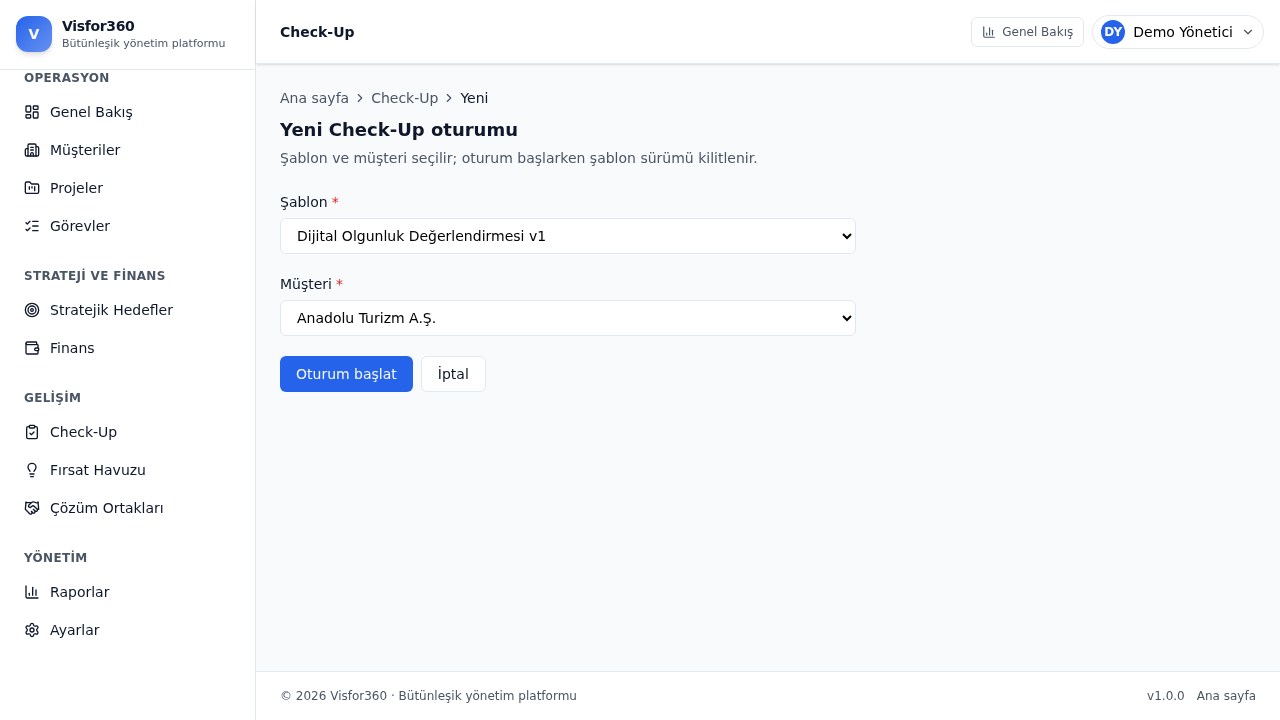 V
Visfor360
Bütünleşik yönetim platformu
OPERASYON
Genel Bakış
Müşteriler
Projeler
Görevler
STRATEJİ VE FİNANS
Stratejik Hedefler
Finans
GELİŞİM
Check-Up
Fırsat Havuzu
Çözüm Ortakları
YÖNETİM
Raporlar
Ayarlar
Check-Up
Genel Bakış
DY Demo Yönetici
Ana sayfa > Check-Up > Yeni
Yeni Check-Up oturumu
Şablon ve müşteri seçilir; oturum başlarken şablon sürümü kilitlenir.
Şablon *
Dijital Olgunluk Değerlendirmesi v1
Müşteri *
Anadolu Turizm A.Ş.
Oturum başlat İptal
© 2026 Visfor360 · Bütünleşik yönetim platformu
v1.0.0 Ana sayfa